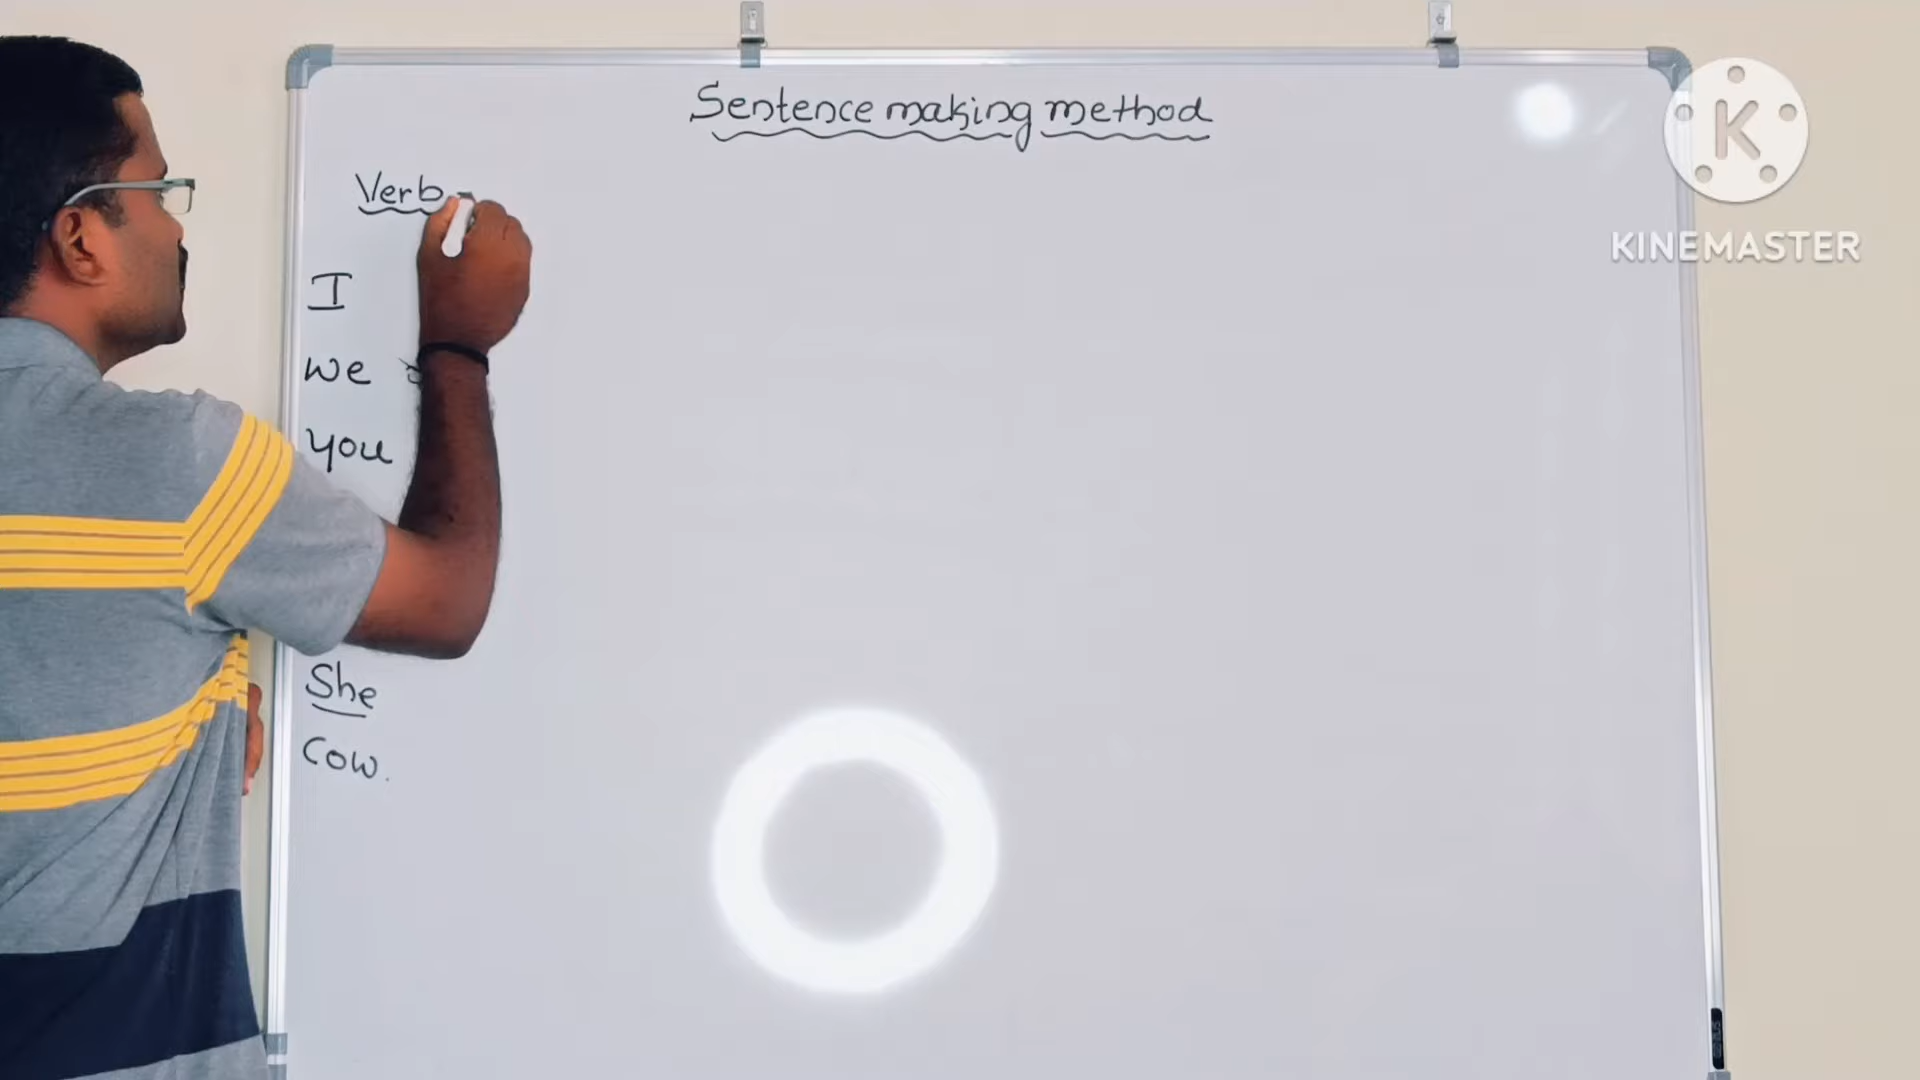 Sentence making method
Verb -
I
we
you
She
Cow.
K
KINEMASTER